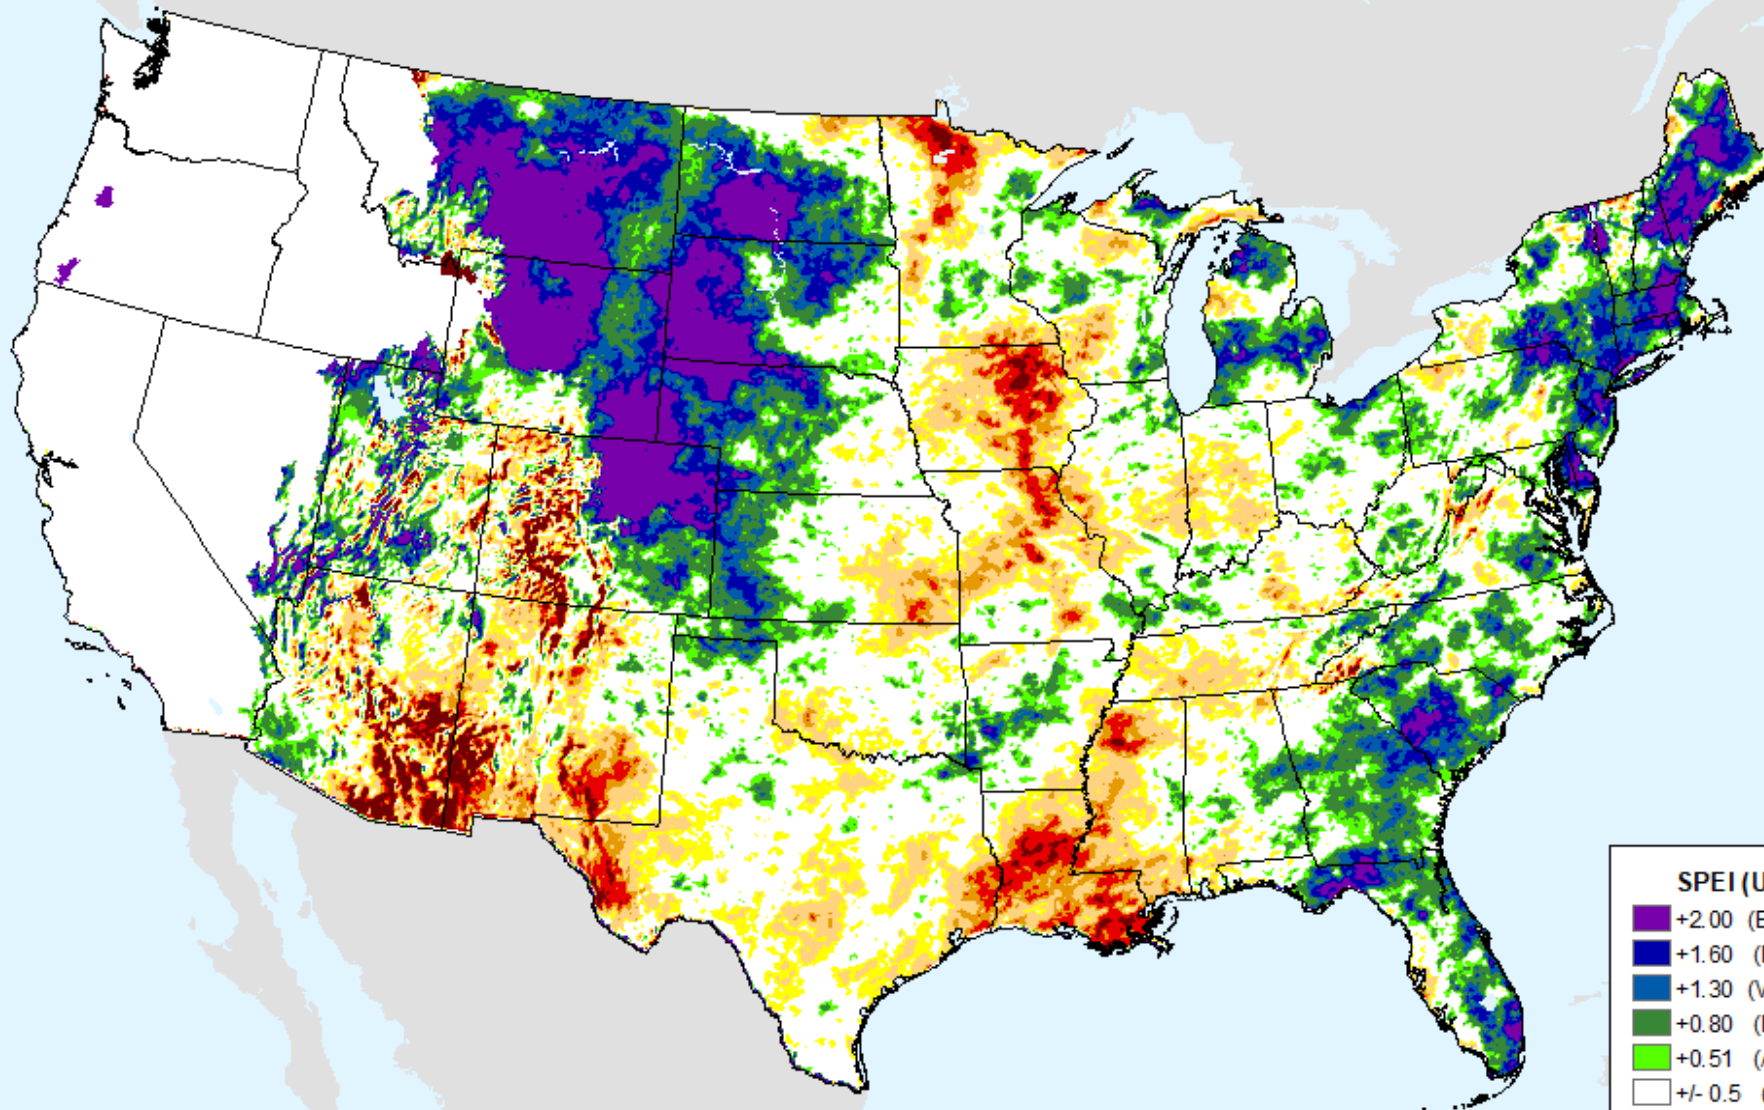 SPEI (U
+2.00 (E
+1.60 (
+1.30 (V
+0.80 (
+0.51 (
+/- 0.5 (